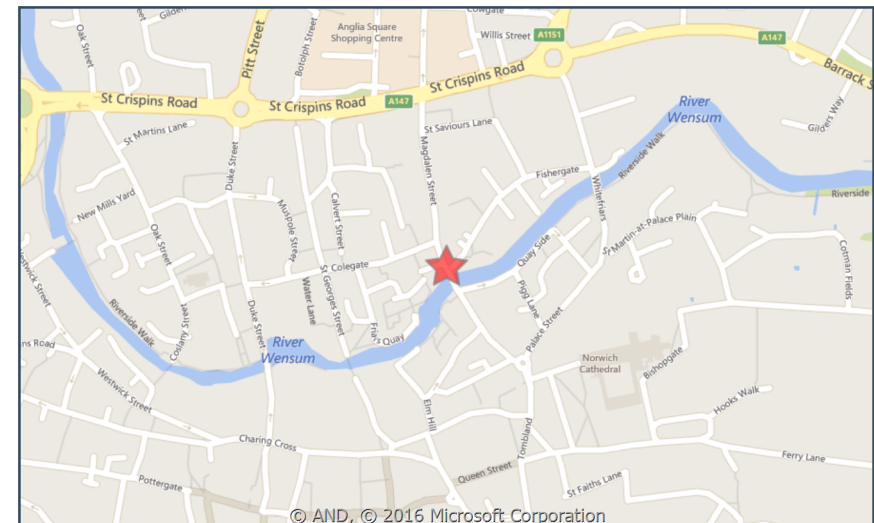 Cowgate
Gilden
Oak Street
Pitt Street
Botolph Street
Anglia Square
Shopping Centre
Willis Street
A1151
A147
Barrack S
St Crispins Road
St Crispins Road
A147
St Crispins Road
River
Wensum
Gilders Way
St Martins Lane
Duke Street
St Saviours Lane
Magdalen Street
Riverside Walk
Fishergate
Whitefriars
Riverside
New Mills Yard
Muspole Street
Calvert Street
Oak Street
St Martin-at-Palace Plain
Quay Side
Cotman Fields
Westwick Street
Colegate
St Georges Street
Water Lane
Pigg Lane
Riverside Walk
Coslany Street
Duke Street
Friars Quay
Palace Street
ns Road
River
Wensum
Norwich
Cathedral
Bishopgate
Westwick Street
Elm Hill
Hooks Walk
Tombland
Charing Cross
Ferry Lane
Queen Street
Pottergate
St Faiths Lane
© AND, © 2016 Microsoft Corporation